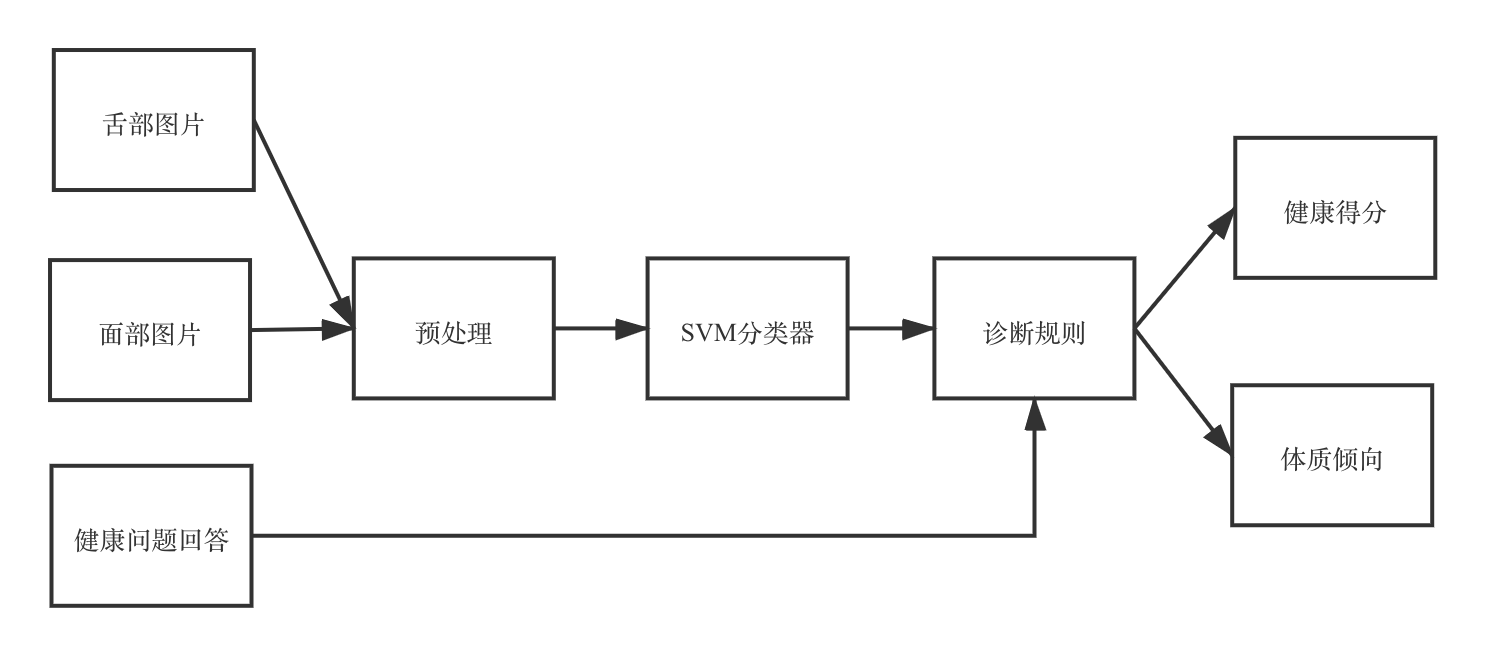 舌部图片
面部图片
健康问题回答
预处理
SVM分类器
诊断规则
健康得分
体质倾向